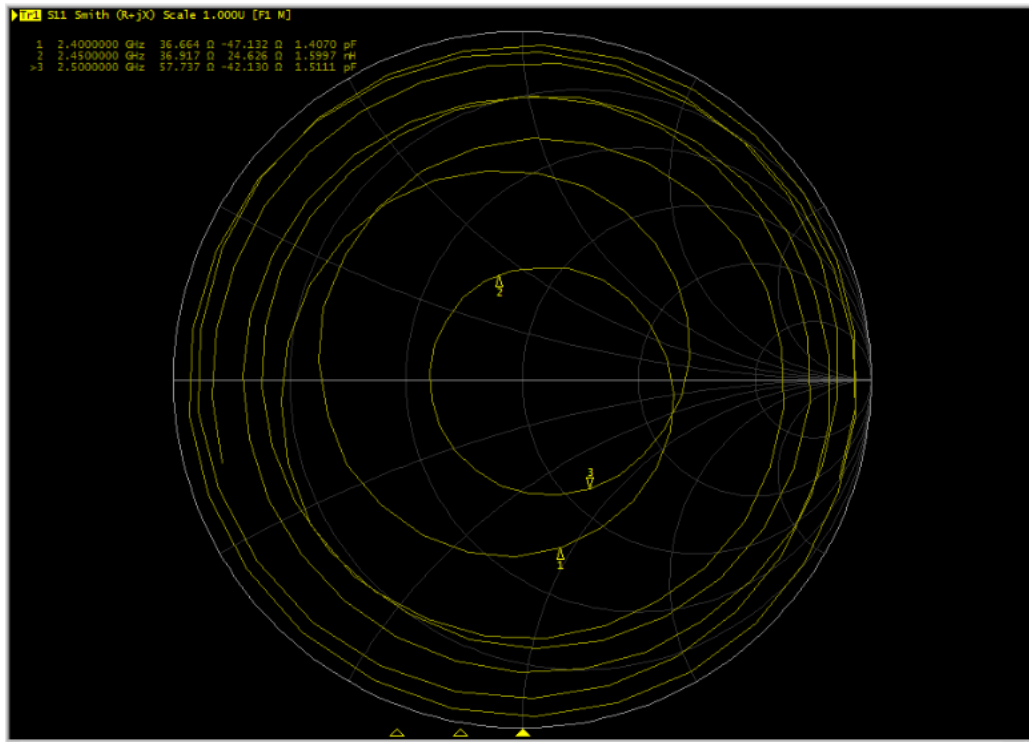 Tr1 S11 Smith (R+jX) Scale 1.000U [F1 M]
1 2.4000000 GHz 36.664 Ω -47.132 Ω 1.4070 pF
2 2.4500000 GHz 36.917 Ω 24.626 Ω 1.5997 nH
>3 2.5000000 GHz 57.737 Ω -42.130 Ω 1.5111 pF
2
3
1